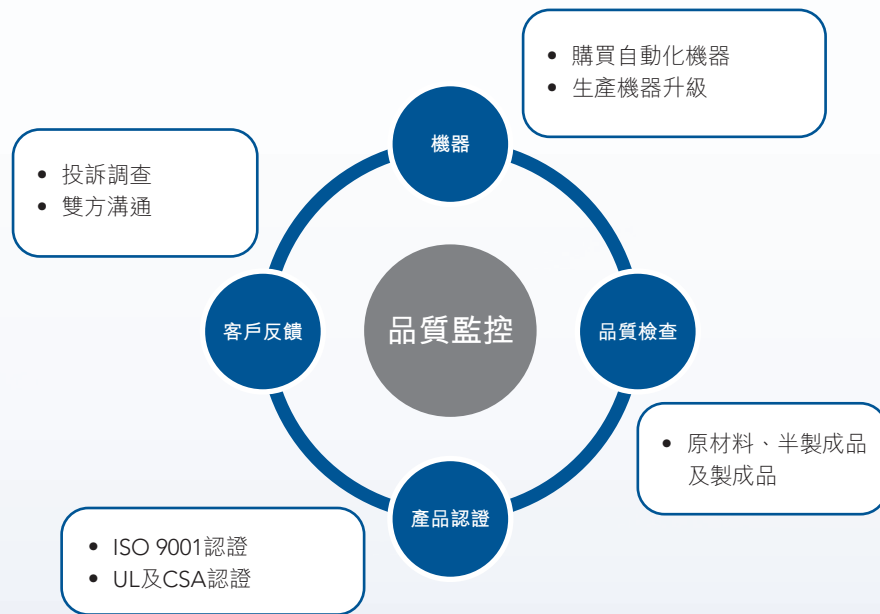 • 購買自動化機器
• 生產機器升級
機器
• 投訴調查
• 雙方溝通
客戶反饋
品質監控
品質檢查
• 原材料、半製成品
及製成品
產品認證
• ISO 9001認證
• UL及CSA認證